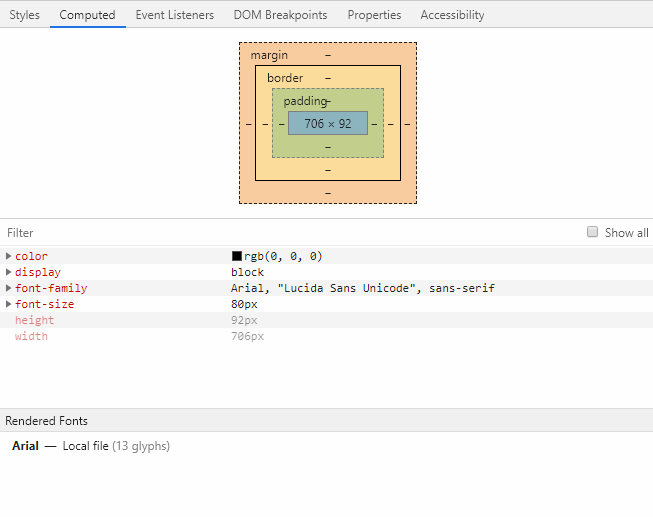 Styles Computed Event Listeners DOM Breakpoints Properties Accessibility
margin –
border –
padding –
– – – 706 × 92 – – –
–
–
–
Filter Show all
color rgb(0, 0, 0)
display block
font-family Arial, "Lucida Sans Unicode", sans-serif
font-size 80px
height 92px
width 706px
Rendered Fonts
Arial — Local file (13 glyphs)